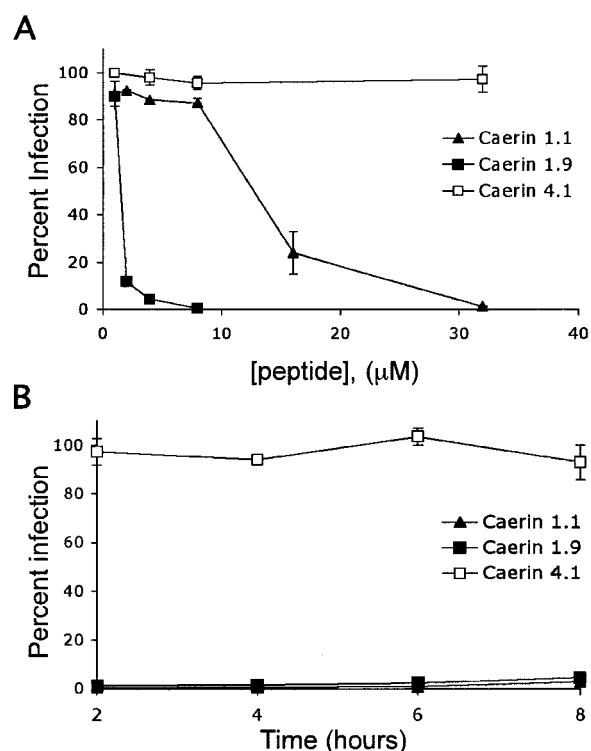 A
Percent Infection
100
80
60
40
20
0
Caerin 1.1
Caerin 1.9
Caerin 4.1
0 10 20 30 40
[peptide], (μM)
B
Percent infection
100
80
60
40
20
0
Caerin 1.1
Caerin 1.9
Caerin 4.1
2 4 6 8
Time (hours)